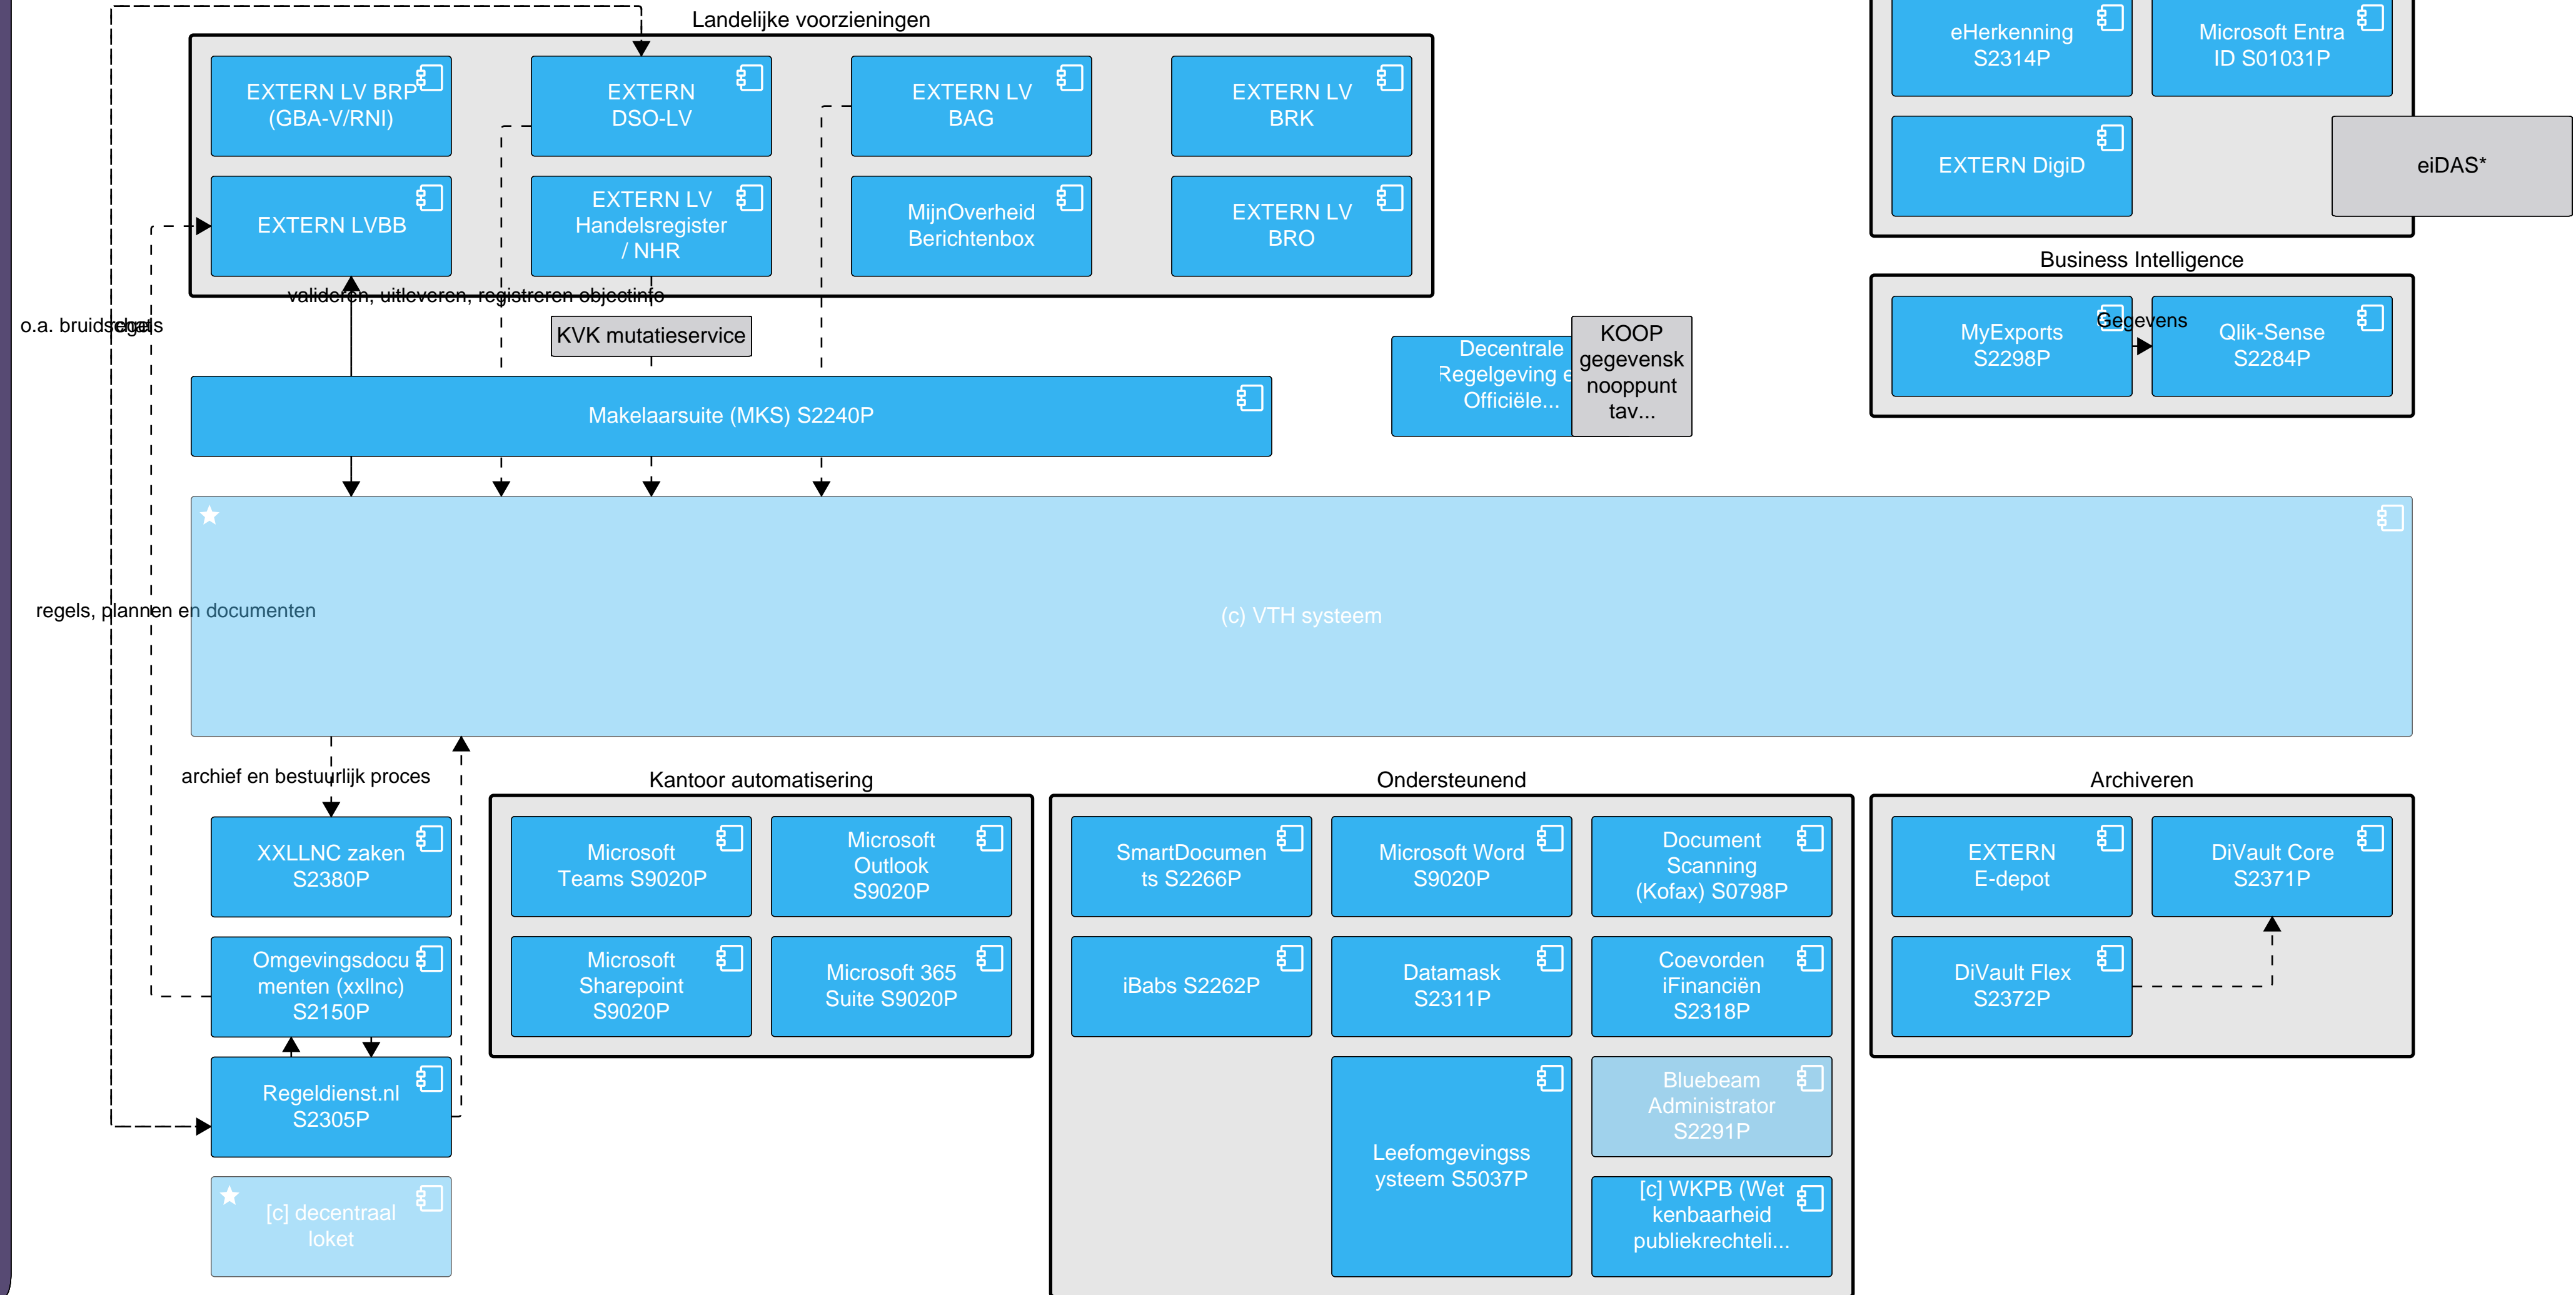 Landelijke voorzieningen
EXTERN LV BRP
(GBA-V/RNI)
EXTERN
DSO-LV
EXTERN LV
BAG
EXTERN LV
BRK
EXTERN LVBB
EXTERN LV
Handelsregister
/ NHR
MijnOverheid
Berichtenbox
EXTERN LV
BRO
eHerkenning
S2314P
Microsoft Entra
ID S01031P
EXTERN DigiD
eiDAS*
Business Intelligence
MyExports
S2298P
Gegevens
Qlik-Sense
S2284P
valideren, uitleveren, registreren objectinfo
o.a. bruidschat
regels
KVK mutatieservice
Decentrale
Regelgeving e
Officiële...
KOOP
gegevensk
nooppunt
tav...
Makelaarsuite (MKS) S2240P
regels, plannen en documenten
(c) VTH systeem
archief en bestuurlijk proces
XXLLNC zaken
S2380P
Omgevingsdocu
menten (xxllnc)
S2150P
Regeldienst.nl
S2305P
[c] decentraal
loket
Kantoor automatisering
Microsoft
Teams S9020P
Microsoft
Outlook
S9020P
Microsoft
Sharepoint
S9020P
Microsoft 365
Suite S9020P
Ondersteunend
SmartDocumen
ts S2266P
Microsoft Word
S9020P
Document
Scanning
(Kofax) S0798P
iBabs S2262P
Datamask
S2311P
Coevorden
iFinanciën
S2318P
Leefomgevingss
ysteem S5037P
Bluebeam
Administrator
S2291P
[c] WKPB (Wet
kenbaarheid
publiekrechteli...
Archiveren
EXTERN
E-depot
DiVault Core
S2371P
DiVault Flex
S2372P